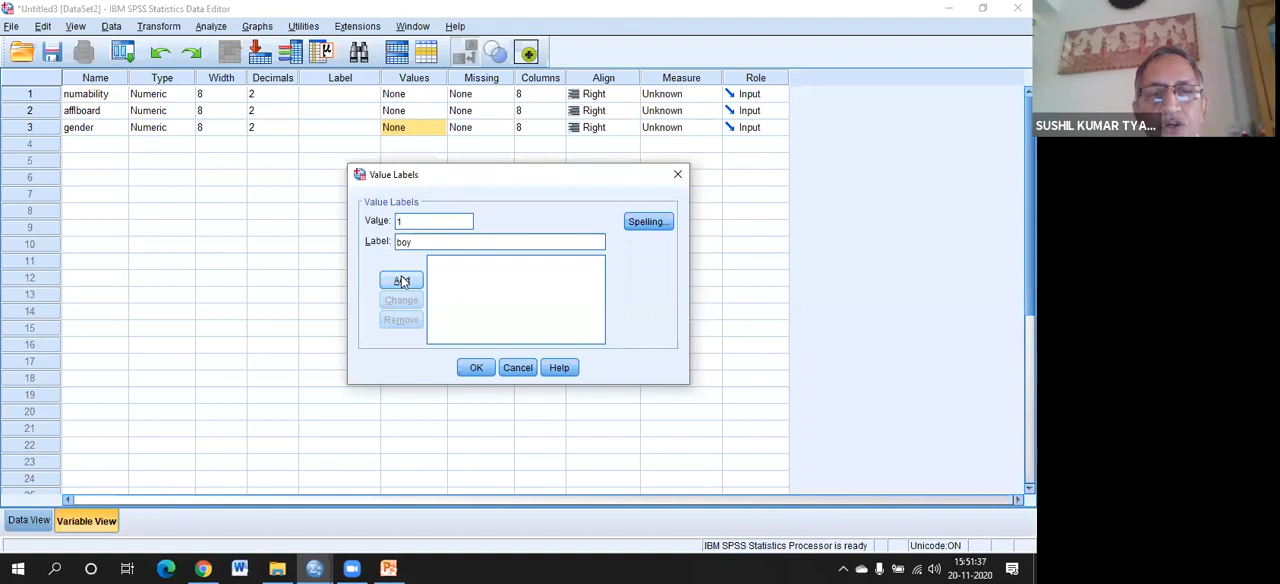 *Untitled3 [DataSet2] - IBM SPSS Statistics Data Editor
File Edit View Data Transform Analyze Graphs Utilities Extensions Window Help
Name Type Width Decimals Label Values Missing Columns Align Measure Role
1 numability Numeric 8 2 None None 8 Right Unknown Input
2 afflboard Numeric 8 2 None None 8 Right Unknown Input
3 gender Numeric 8 2 None None 8 Right Unknown Input
4
5
6
7
8
9
10
11
12
13
14
15
16
17
18
19
20
21
22
23
24
Value Labels
Value Labels
Value: 1
Spelling...
Label: boy
Add
Change
Remove
OK Cancel Help
Data View Variable View
IBM SPSS Statistics Processor is ready Unicode:ON
15:51:37
20-11-2020
SUSHIL KUMAR TYA...